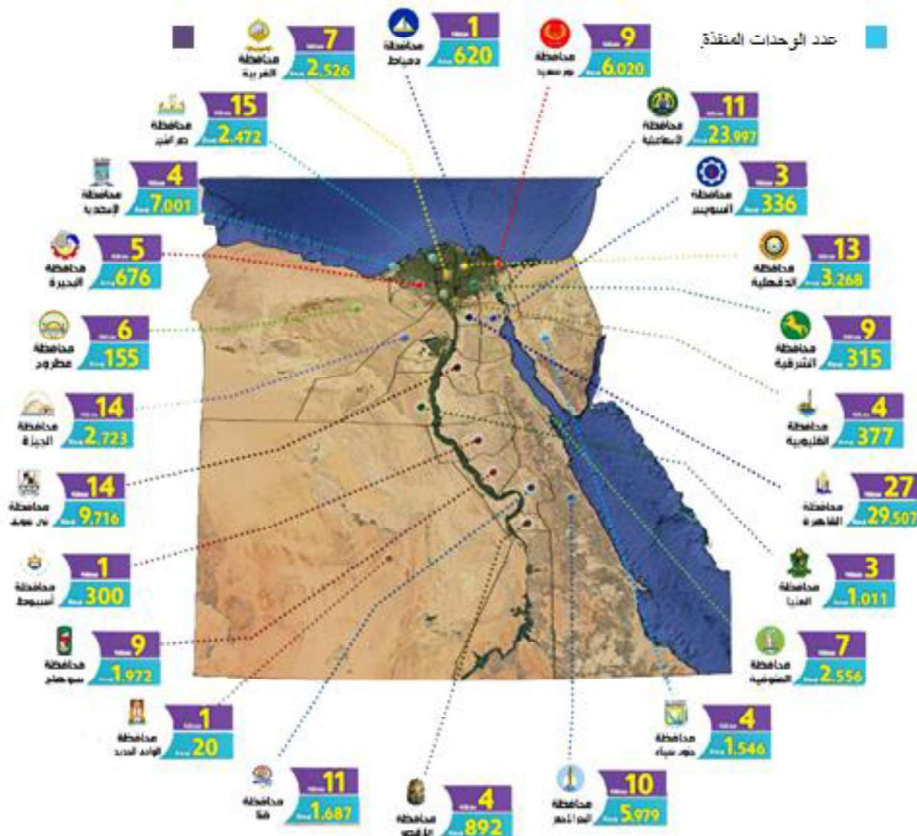 عدد الوحدات المنفذة
7
محافظة الغربية
2.526
1
محافظة دمياط
620
9
محافظة بورسعيد
6.020
15
محافظة كفر الشيخ
2.472
11
محافظة الإسماعيلية
23.997
4
محافظة الإسكندرية
7.001
3
محافظة السويس
336
5
محافظة البحيرة
676
13
محافظة الدقهلية
3.268
6
محافظة مطروح
155
9
محافظة الشرقية
315
14
محافظة الجيزة
2.723
4
محافظة القليوبية
377
14
محافظة بني سويف
9.716
27
محافظة القاهرة
29.507
1
محافظة أسيوط
300
3
محافظة المنيا
1.011
9
محافظة سوهاج
1.972
7
محافظة المنوفية
2.556
1
محافظة الوادى الجديد
20
4
محافظة جنوب سيناء
1.546
11
محافظة قنا
1.687
4
محافظة الأقصر
892
10
محافظة البحر الأحمر
5.979